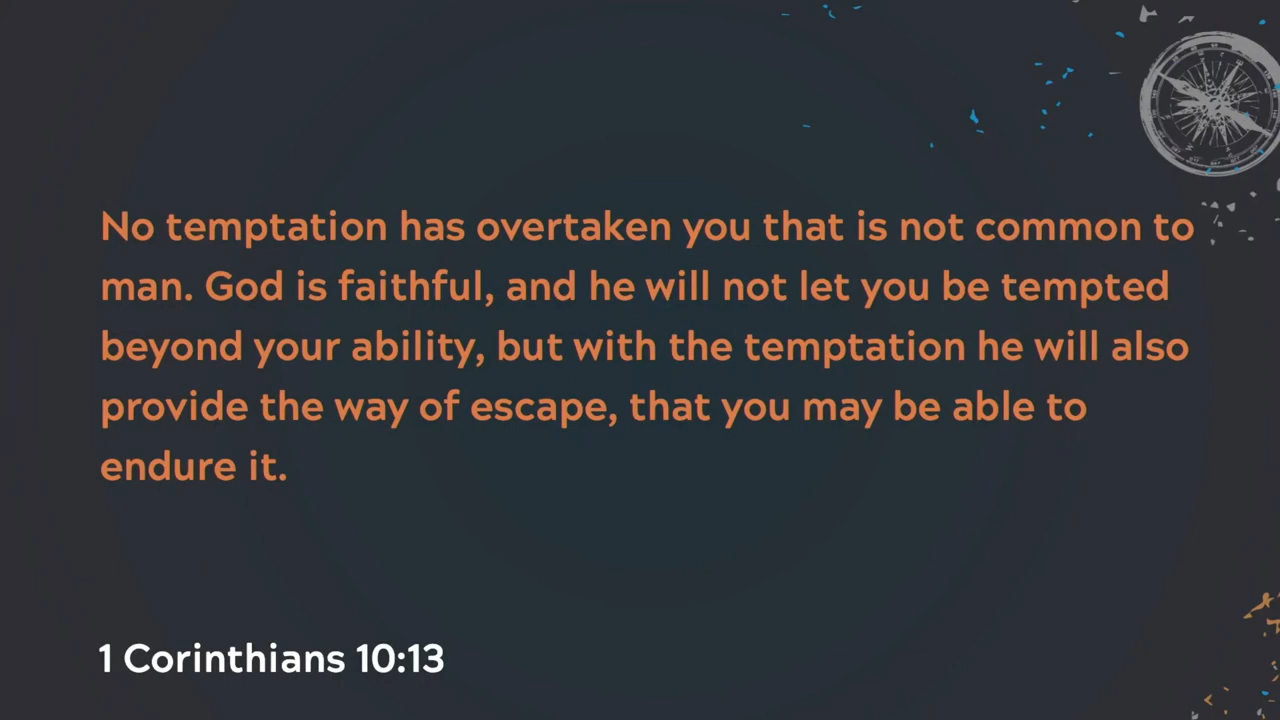 No temptation has overtaken you that is not common to
man. God is faithful, and he will not let you be tempted
beyond your ability, but with the temptation he will also
provide the way of escape, that you may be able to
endure it.
1 Corinthians 10:13